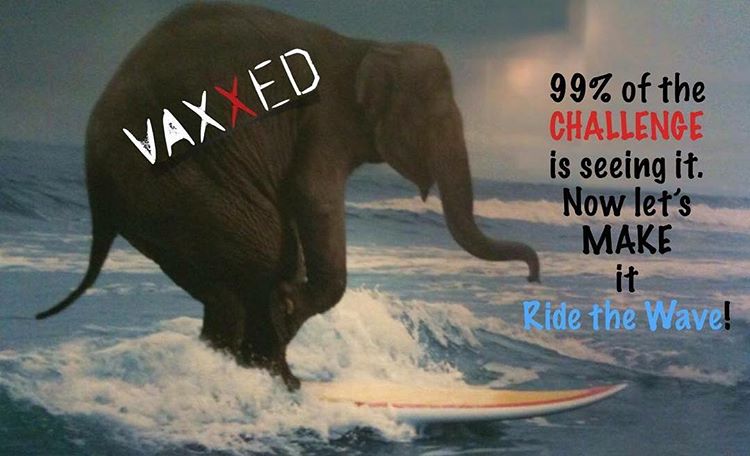 VAXXED
99% of the
CHALLENGE
is seeing it.
Now let's
MAKE
it
Ride the Wave!